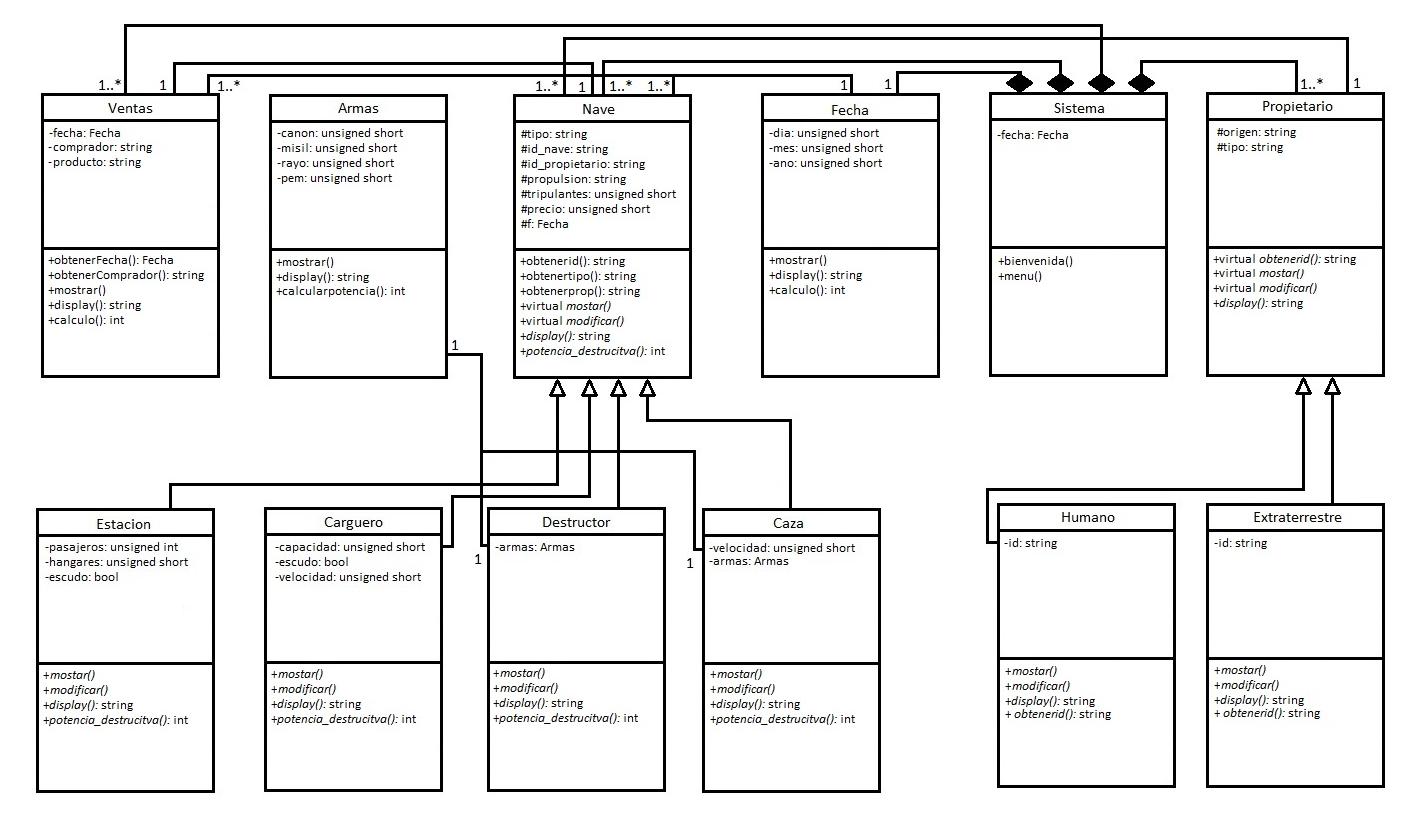 1..*
1
1..*
1..*
1
1..*
1..*
1
1
1..*
1
Ventas
-fecha: Fecha
-comprador: string
-producto: string
+obtenerFecha(): Fecha
+obtenerComprador(): string
+mostrar()
+display(): string
+calculo(): int
Armas
-canon: unsigned short
-misil: unsigned short
-rayo: unsigned short
-pem: unsigned short
+mostrar()
+display(): string
+calcularpotencia(): int
1
Nave
#tipo: string
#id_nave: string
#id_propietario: string
#propulsion: string
#tripulantes: unsigned short
#precio: unsigned short
#f: Fecha
+obtenerid(): string
+obtenertipo(): string
+obtenerprop(): string
+virtual mostar()
+virtual modificar()
+display(): string
+potencia_destrucitva(): int
Fecha
-dia: unsigned short
-mes: unsigned short
-ano: unsigned short
+mostrar()
+display(): string
+calculo(): int
Sistema
-fecha: Fecha
+bienvenida()
+menu()
Propietario
#origen: string
#tipo: string
+virtual obtenerid(): string
+virtual mostar()
+virtual modificar()
+display(): string
Estacion
-pasajeros: unsigned int
-hangares: unsigned short
-escudo: bool
+mostar()
+modificar()
+display(): string
+potencia_destrucitva(): int
Carguero
-capacidad: unsigned short
-escudo: bool
-velocidad: unsigned short
+mostar()
+modificar()
+display(): string
+potencia_destrucitva(): int
1
Destructor
-armas: Armas
+mostar()
+modificar()
+display(): string
+potencia_destrucitva(): int
1
Caza
-velocidad: unsigned short
-armas: Armas
+mostar()
+modificar()
+display(): string
+potencia_destrucitva(): int
Humano
-id: string
+mostar()
+modificar()
+display(): string
+ obtenerid(): string
Extraterrestre
-id: string
+mostar()
+modificar()
+display(): string
+ obtenerid(): string